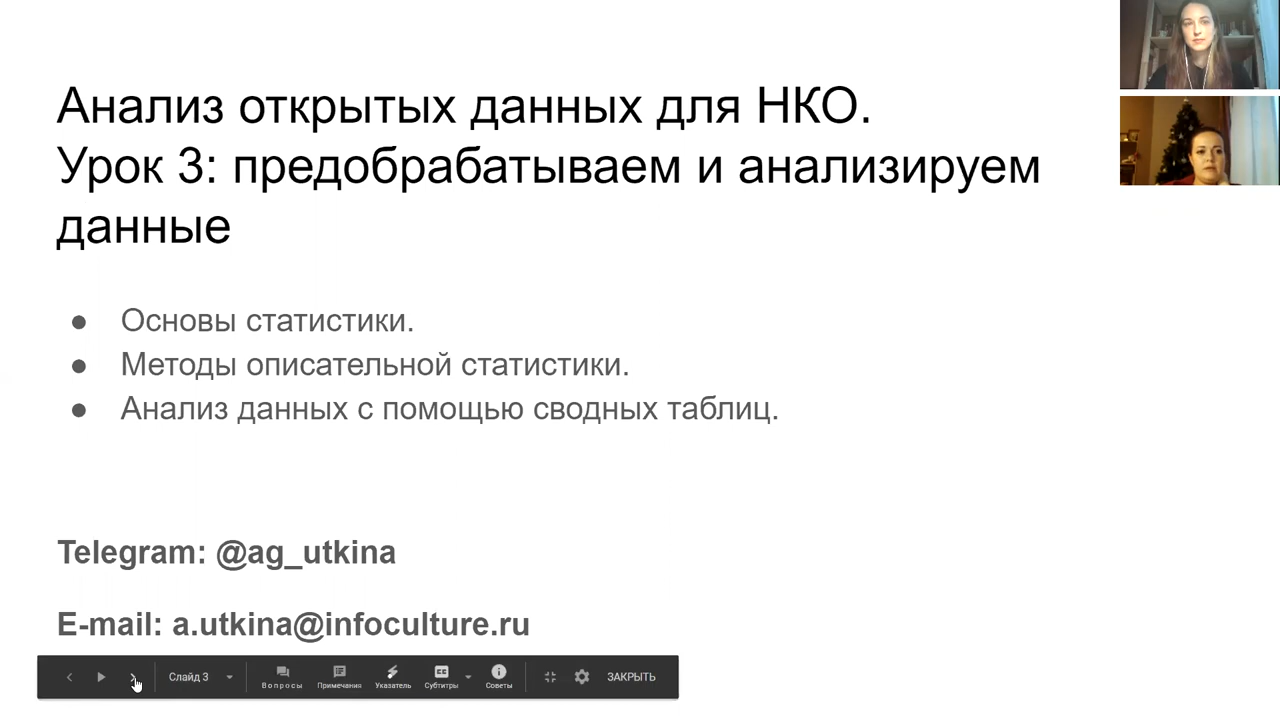 Анализ открытых данных для НКО.
Урок 3: предобрабатываем и анализируем
данные
● Основы статистики.
● Методы описательной статистики.
● Анализ данных с помощью сводных таблиц.
Telegram: @ag_utkina
E-mail: a.utkina@infoculture.ru
Слайд 3 Вопросы Примечания Указатель Субтитры Советы ЗАКРЫТЬ